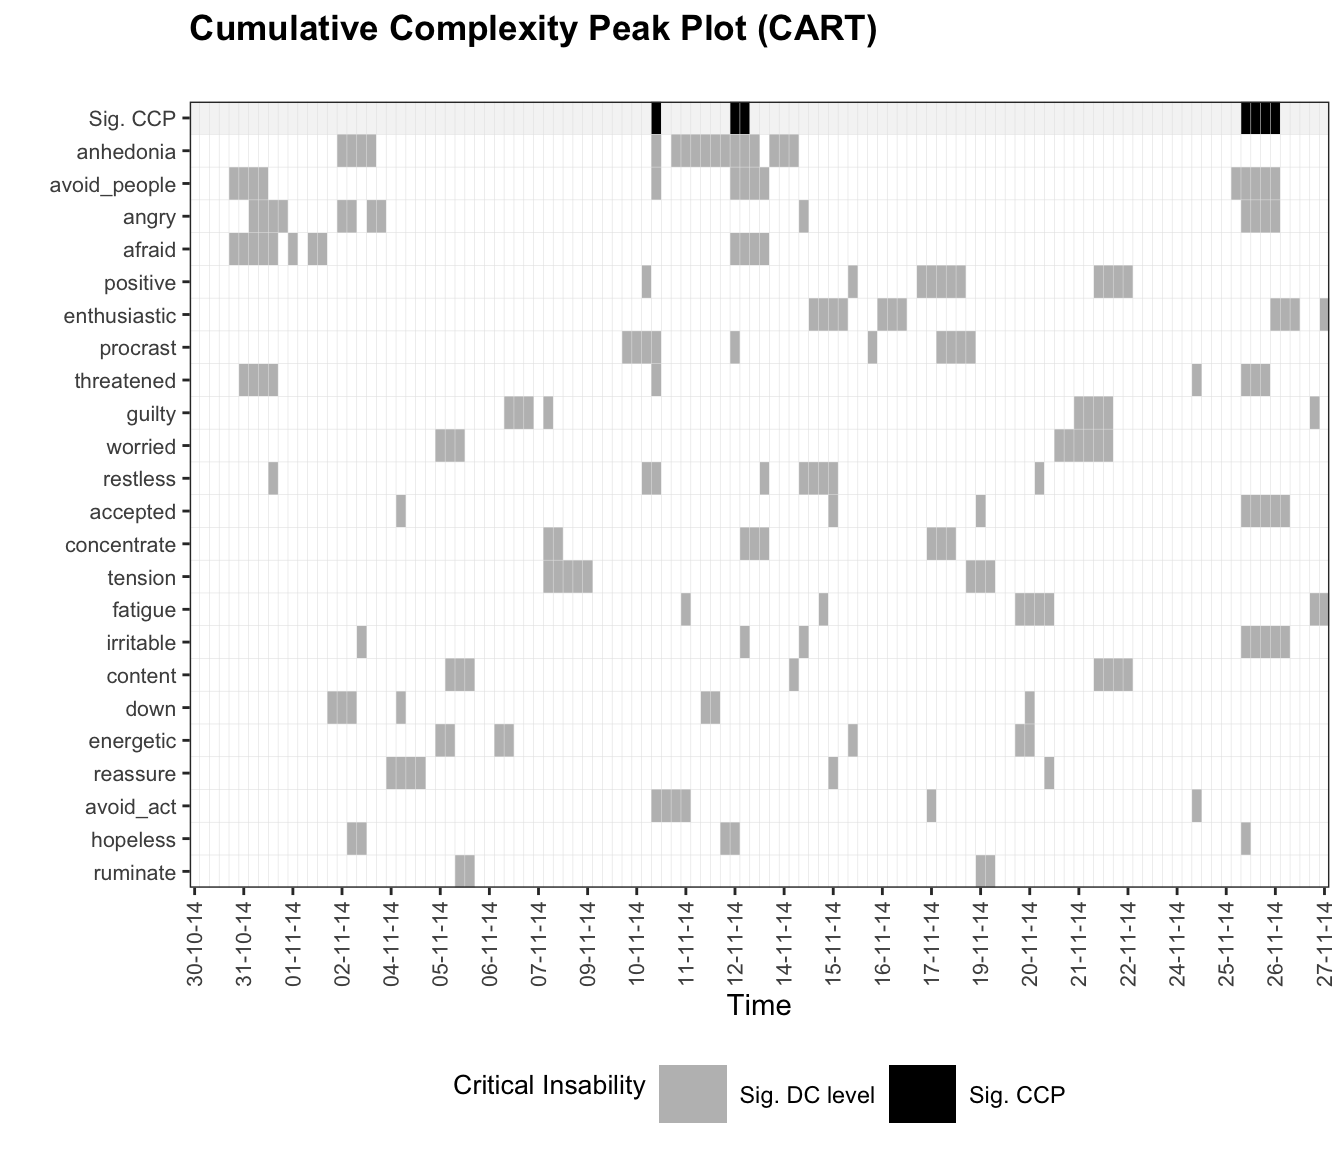 Cumulative Complexity Peak Plot (CART)
Sig. CCP
anhedonia
avoid_people
angry
afraid
positive
enthusiastic
procrast
threatened
guilty
worried
restless
accepted
concentrate
tension
fatigue
irritable
content
down
energetic
reassure
avoid_act
hopeless
ruminate
30-10-14
31-10-14
01-11-14
02-11-14
04-11-14
05-11-14
06-11-14
07-11-14
09-11-14
10-11-14
11-11-14
12-11-14
14-11-14
15-11-14
16-11-14
17-11-14
19-11-14
20-11-14
21-11-14
22-11-14
24-11-14
25-11-14
26-11-14
27-11-14
Time
Critical Insability Sig. DC level Sig. CCP